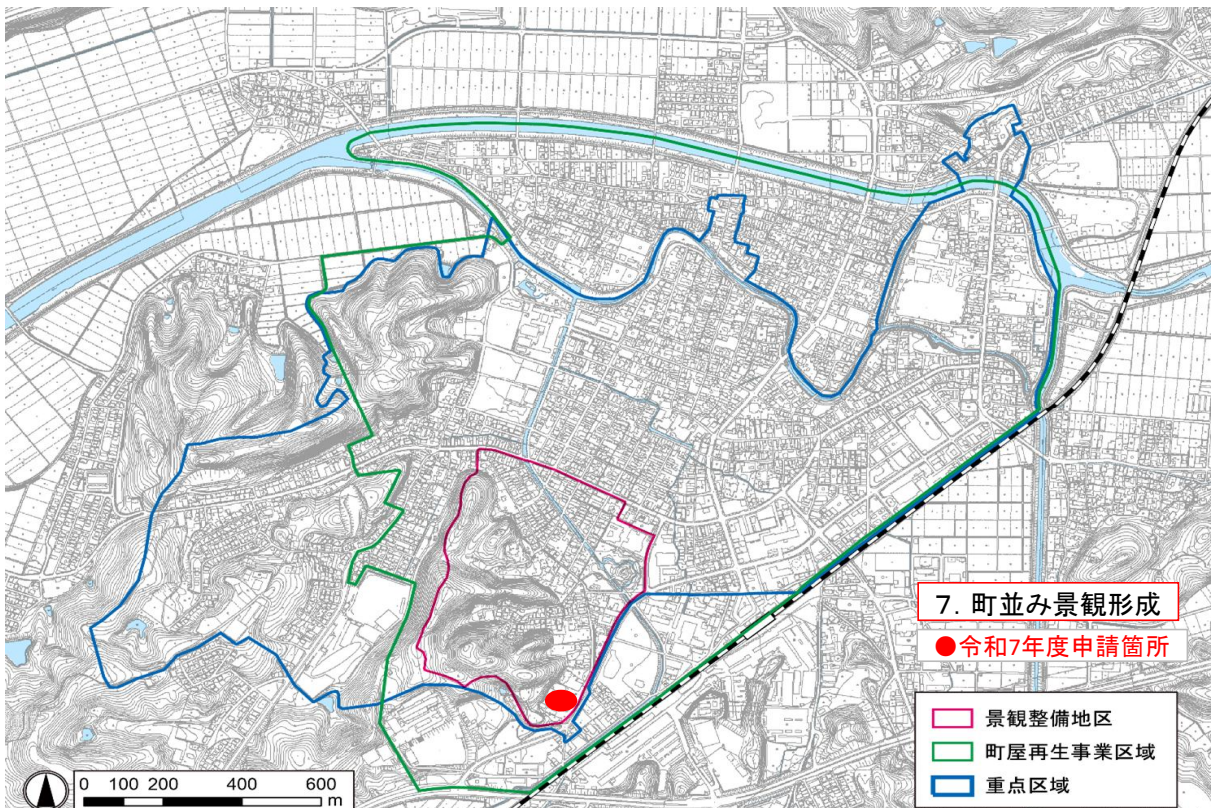 7. 町並み景観形成
●令和7年度申請箇所
景観整備地区
町屋再生事業区域
重点区域
0 100 200 400 600
m